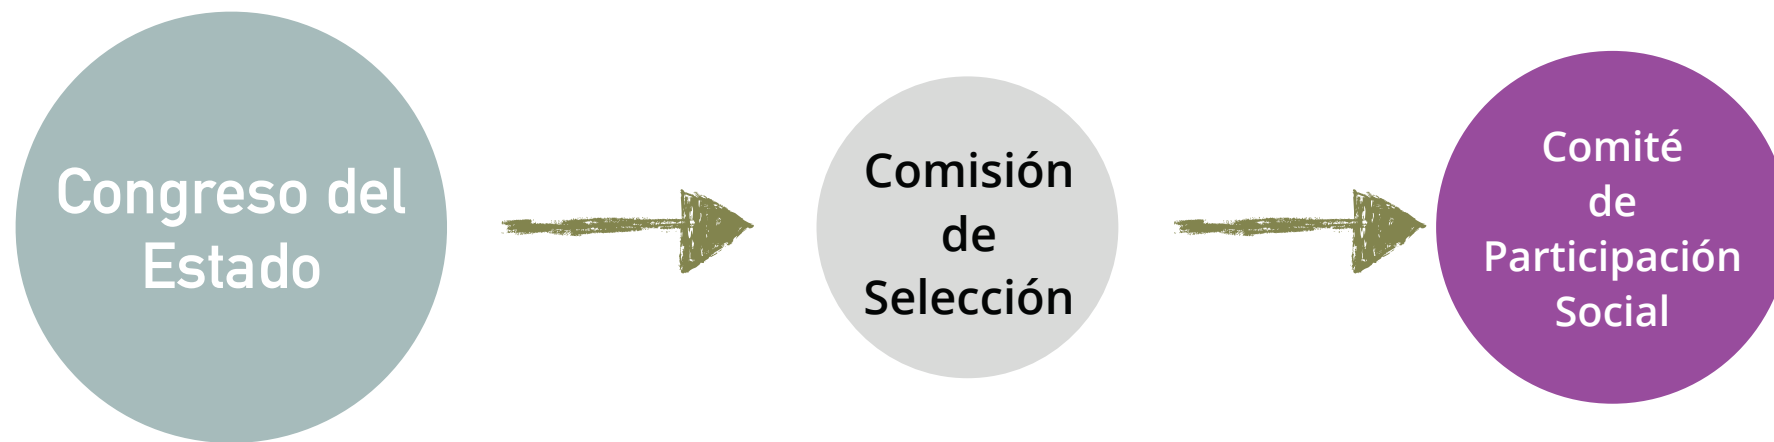 Congreso del
Estado
Comisión
de
Selección
Comité
de
Participación
Social